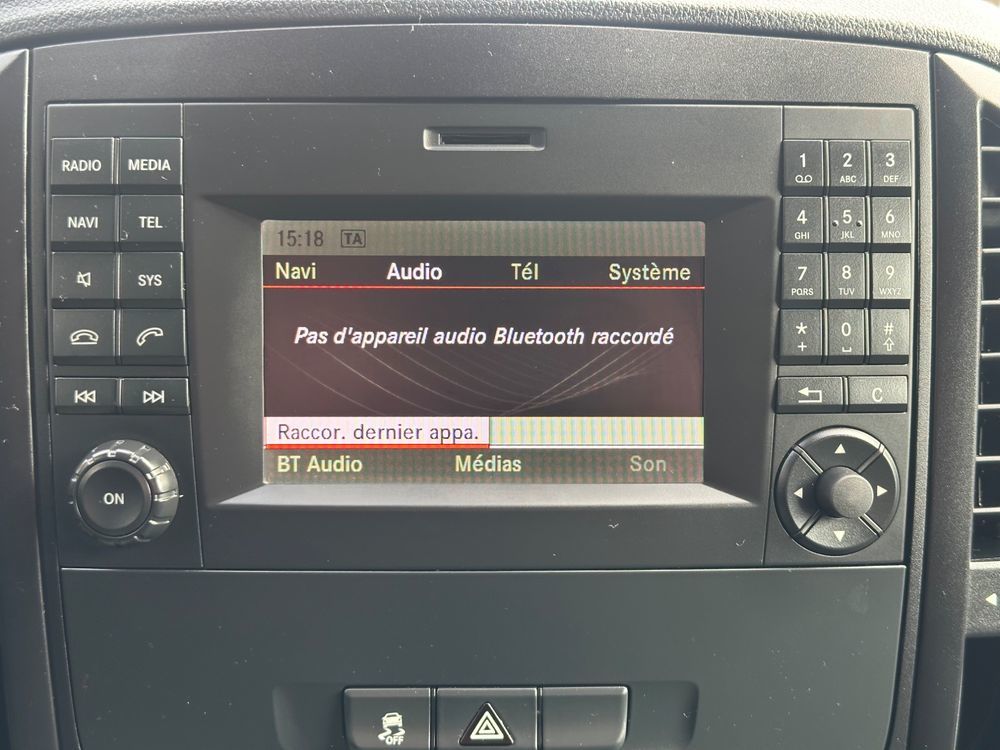 RADIO MEDIA
NAVI TEL
SYS
ON
15:18 TA
Navi Audio Tél Système
Pas d'appareil audio Bluetooth raccordé
Raccor. dernier appa.
BT Audio Médias Son
1 2 ABC 3 DEF
4 GHI 5 JKL 6 MNO
7 PQRS 8 TUV 9 WXYZ
* + 0 #
C
OFF